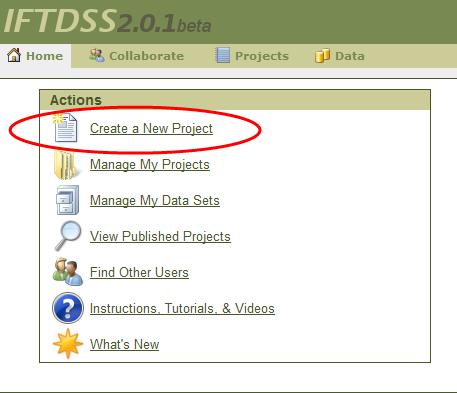 IFTDSS2.0.1beta
Home Collaborate Projects Data
Actions
Create a New Project
Manage My Projects
Manage My Data Sets
View Published Projects
Find Other Users
Instructions, Tutorials, & Videos
What's New